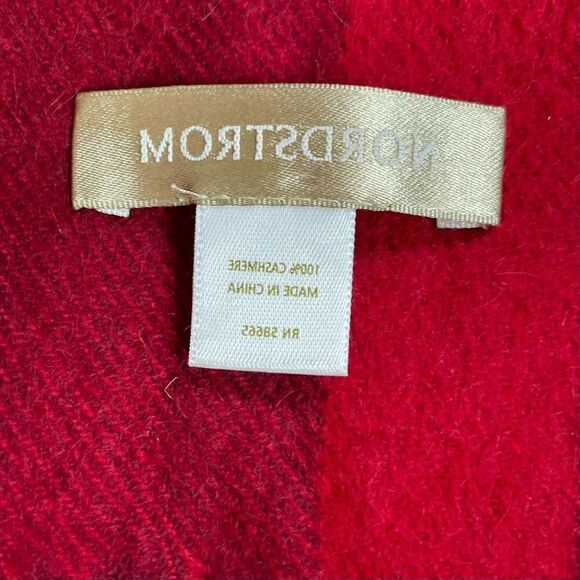 NORDSTROM
100% CASHMERE
MADE IN CHINA
RN 58665